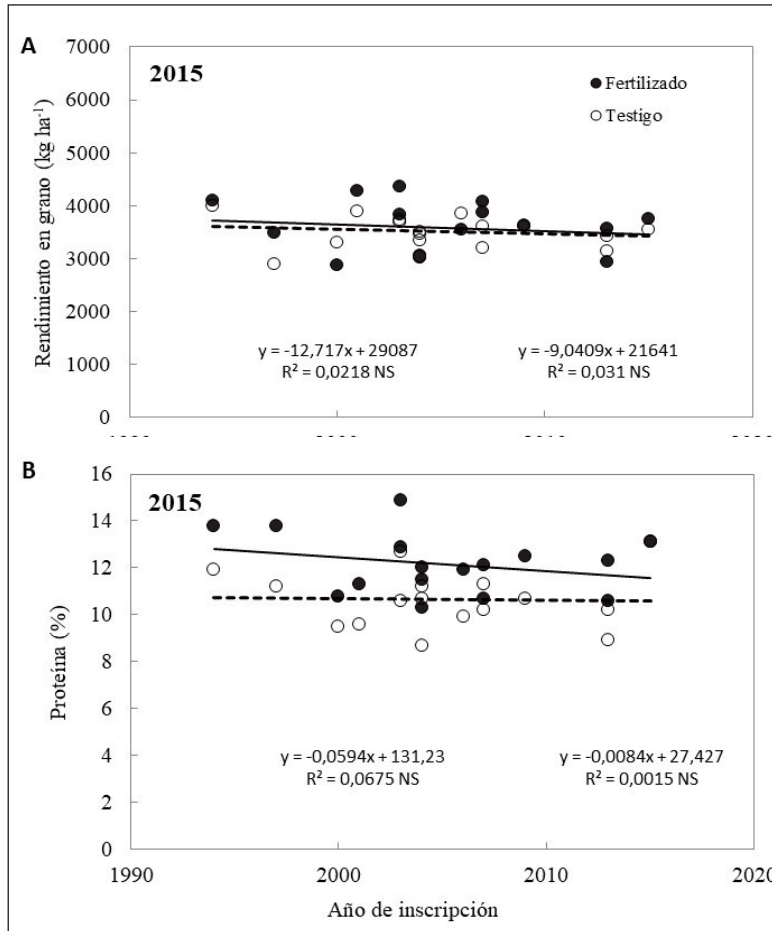 A
2015
Fertilizado
Testigo
Rendimiento en grano (kg ha⁻¹)
7000
6000
5000
4000
3000
2000
1000
0
y = -12,717x + 29087
R² = 0,0218 NS
y = -9,0409x + 21641
R² = 0,031 NS
B
2015
Proteína (%)
16
14
12
10
8
6
4
2
0
y = -0,0594x + 131,23
R² = 0,0675 NS
y = -0,0084x + 27,427
R² = 0,0015 NS
1990 2000 2010 2020
Año de inscripción